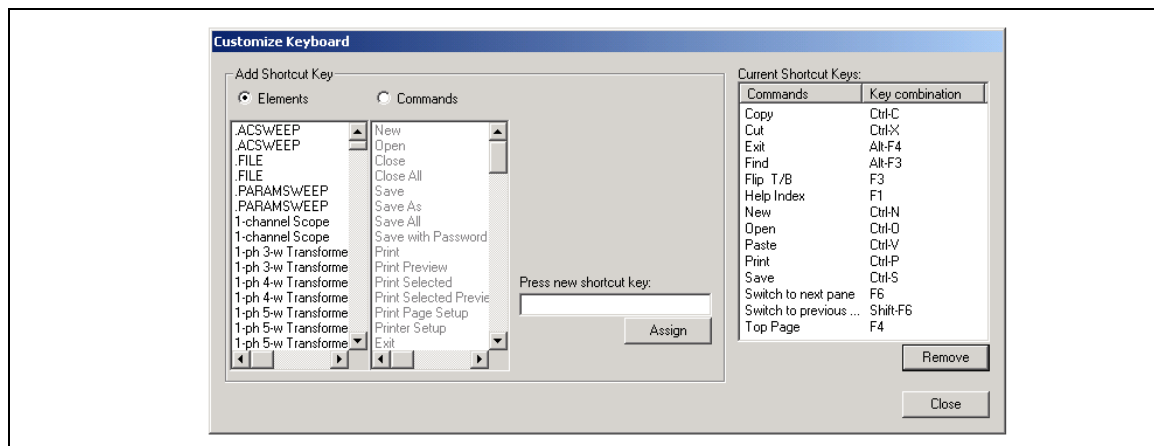 Customize Keyboard
Add Shortcut Key
Elements
Commands
.ACSWEEP
.ACSWEEP
.FILE
.FILE
.PARAMSWEEP
.PARAMSWEEP
1-channel Scope
1-channel Scope
1-ph 3-w Transforme
1-ph 3-w Transforme
1-ph 4-w Transforme
1-ph 4-w Transforme
1-ph 5-w Transforme
1-ph 5-w Transforme
1-ph 5-w Transforme
New
Open
Close
Close All
Save
Save As
Save All
Save with Password
Print
Print Preview
Print Selected
Print Selected Previe
Print Page Setup
Printer Setup
Exit
Press new shortcut key:
Assign
Current Shortcut Keys:
Commands Key combination
Copy Ctrl-C
Cut Ctrl-X
Exit Alt-F4
Find Alt-F3
Flip T/B F3
Help Index F1
New Ctrl-N
Open Ctrl-O
Paste Ctrl-V
Print Ctrl-P
Save Ctrl-S
Switch to next pane F6
Switch to previous ... Shift-F6
Top Page F4
Remove
Close